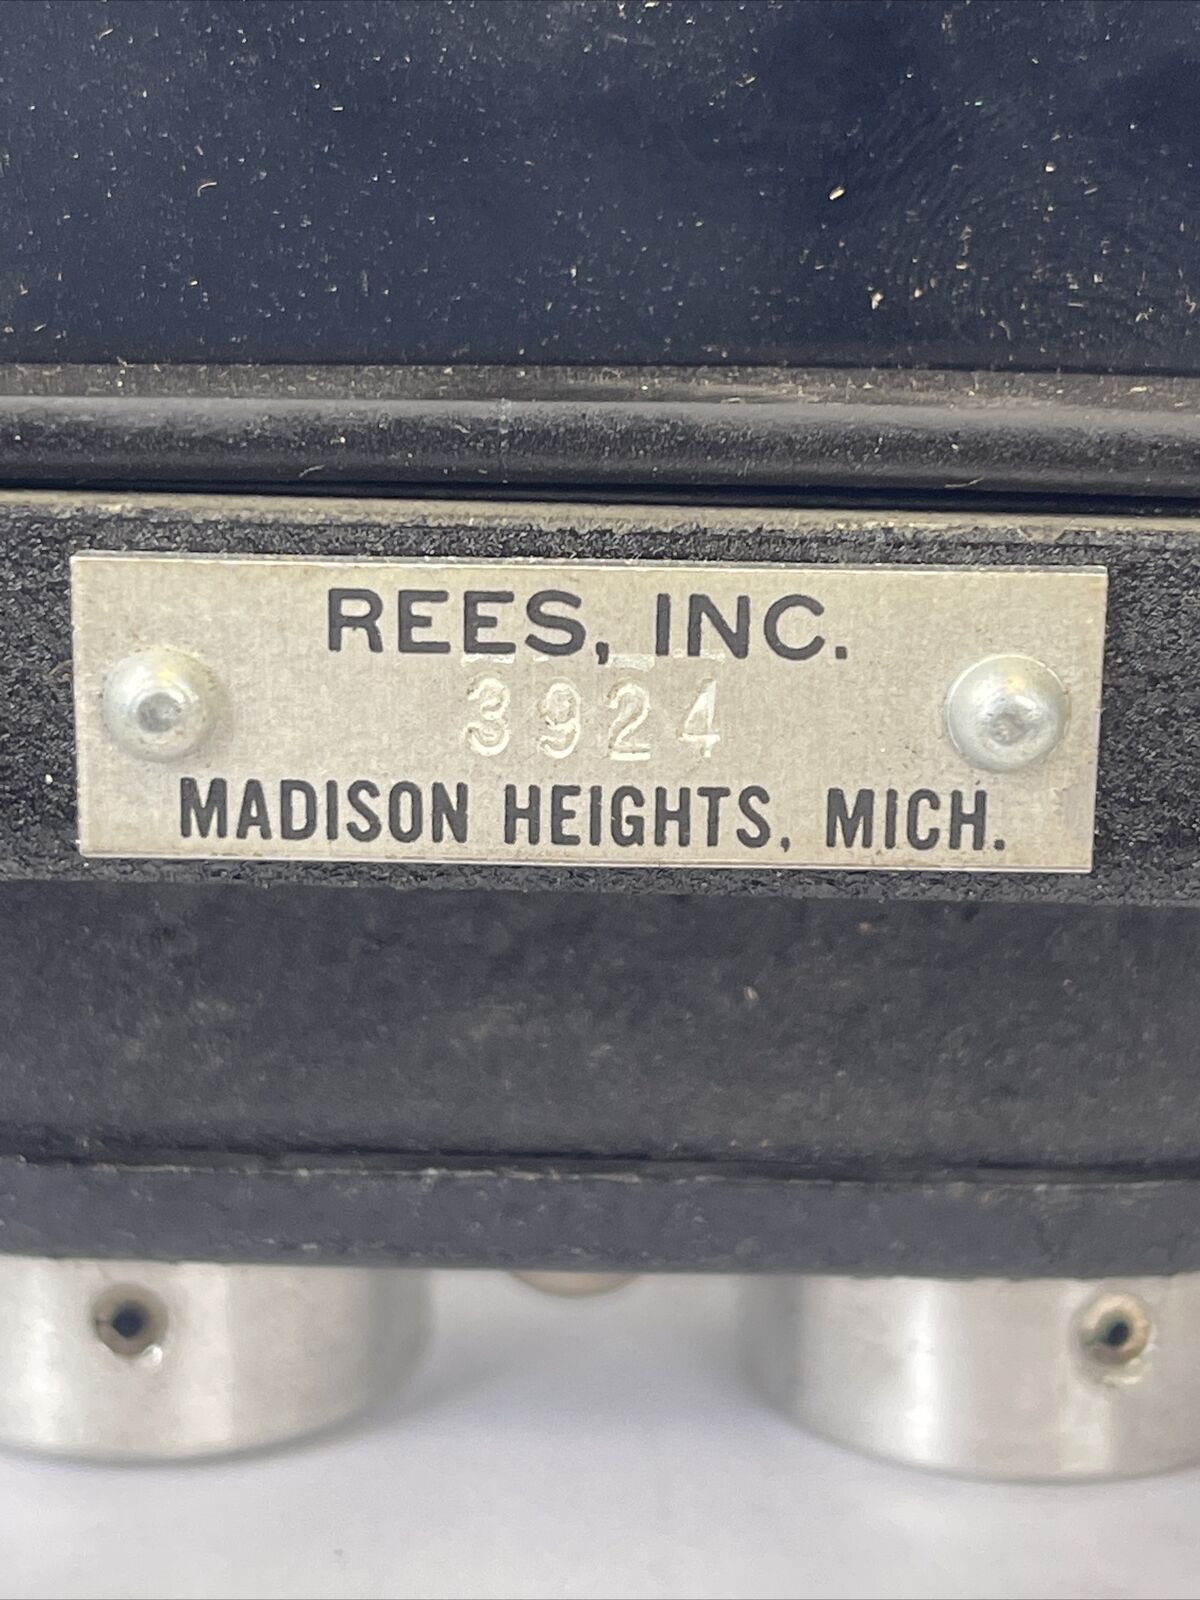 REES, INC.
3924
MADISON HEIGHTS, MICH.